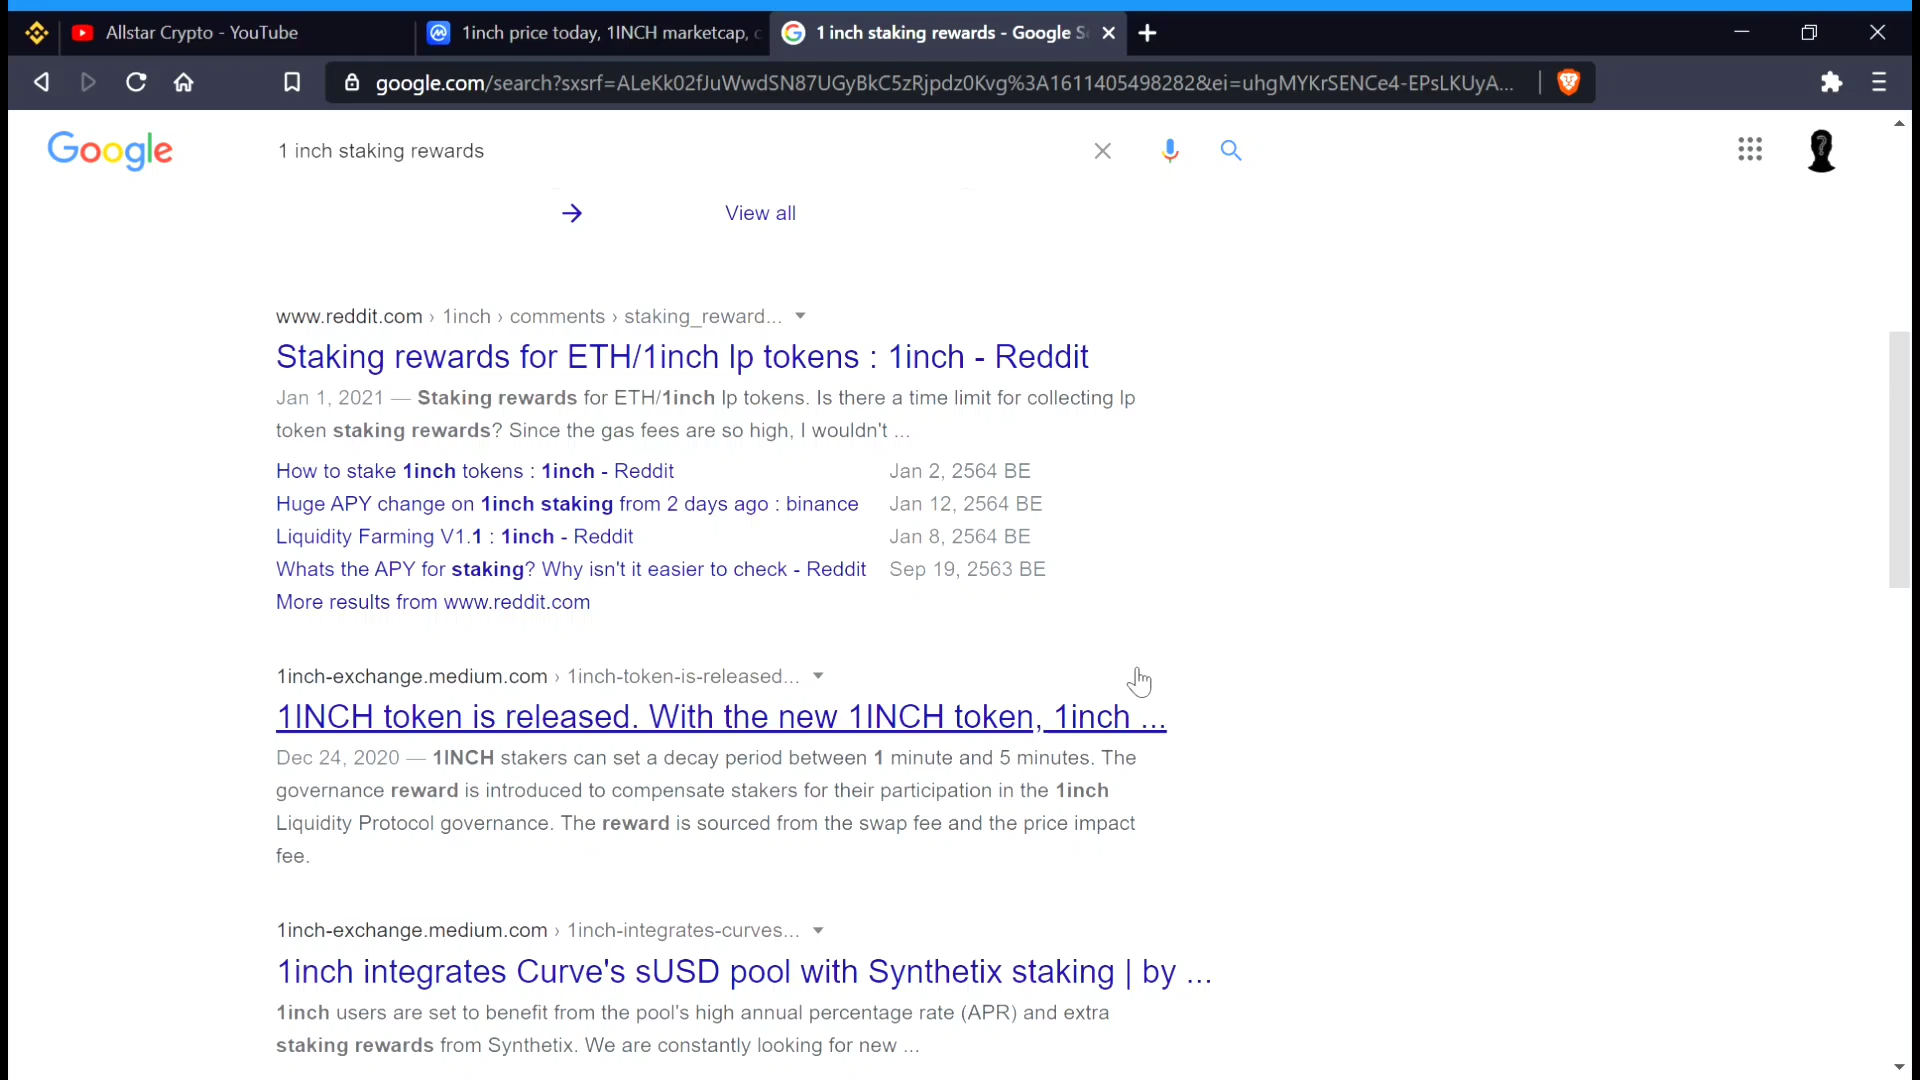 Allstar Crypto - YouTube
1inch price today, 1INCH marketcap, c
1 inch staking rewards - Google S
google.com/search?sxsrf=ALeKk02fJuWwdSN87UGyBkC5zRjpdz0Kvg%3A1611405498282&ei=uhgMYKrSENCe4-EPsLKUyA...
Google
1 inch staking rewards
View all
www.reddit.com › 1inch › comments › staking_reward...
Staking rewards for ETH/1inch lp tokens : 1inch - Reddit
Jan 1, 2021 — Staking rewards for ETH/1inch lp tokens. Is there a time limit for collecting lp
token staking rewards? Since the gas fees are so high, I wouldn't ...
How to stake 1inch tokens : 1inch - Reddit Jan 2, 2564 BE
Huge APY change on 1inch staking from 2 days ago : binance Jan 12, 2564 BE
Liquidity Farming V1.1 : 1inch - Reddit Jan 8, 2564 BE
Whats the APY for staking? Why isn't it easier to check - Reddit Sep 19, 2563 BE
More results from www.reddit.com
1inch-exchange.medium.com › 1inch-token-is-released...
1INCH token is released. With the new 1INCH token, 1inch ...
Dec 24, 2020 — 1INCH stakers can set a decay period between 1 minute and 5 minutes. The
governance reward is introduced to compensate stakers for their participation in the 1inch
Liquidity Protocol governance. The reward is sourced from the swap fee and the price impact
fee.
1inch-exchange.medium.com › 1inch-integrates-curves...
1inch integrates Curve's sUSD pool with Synthetix staking | by ...
1inch users are set to benefit from the pool's high annual percentage rate (APR) and extra
staking rewards from Synthetix. We are constantly looking for new ...